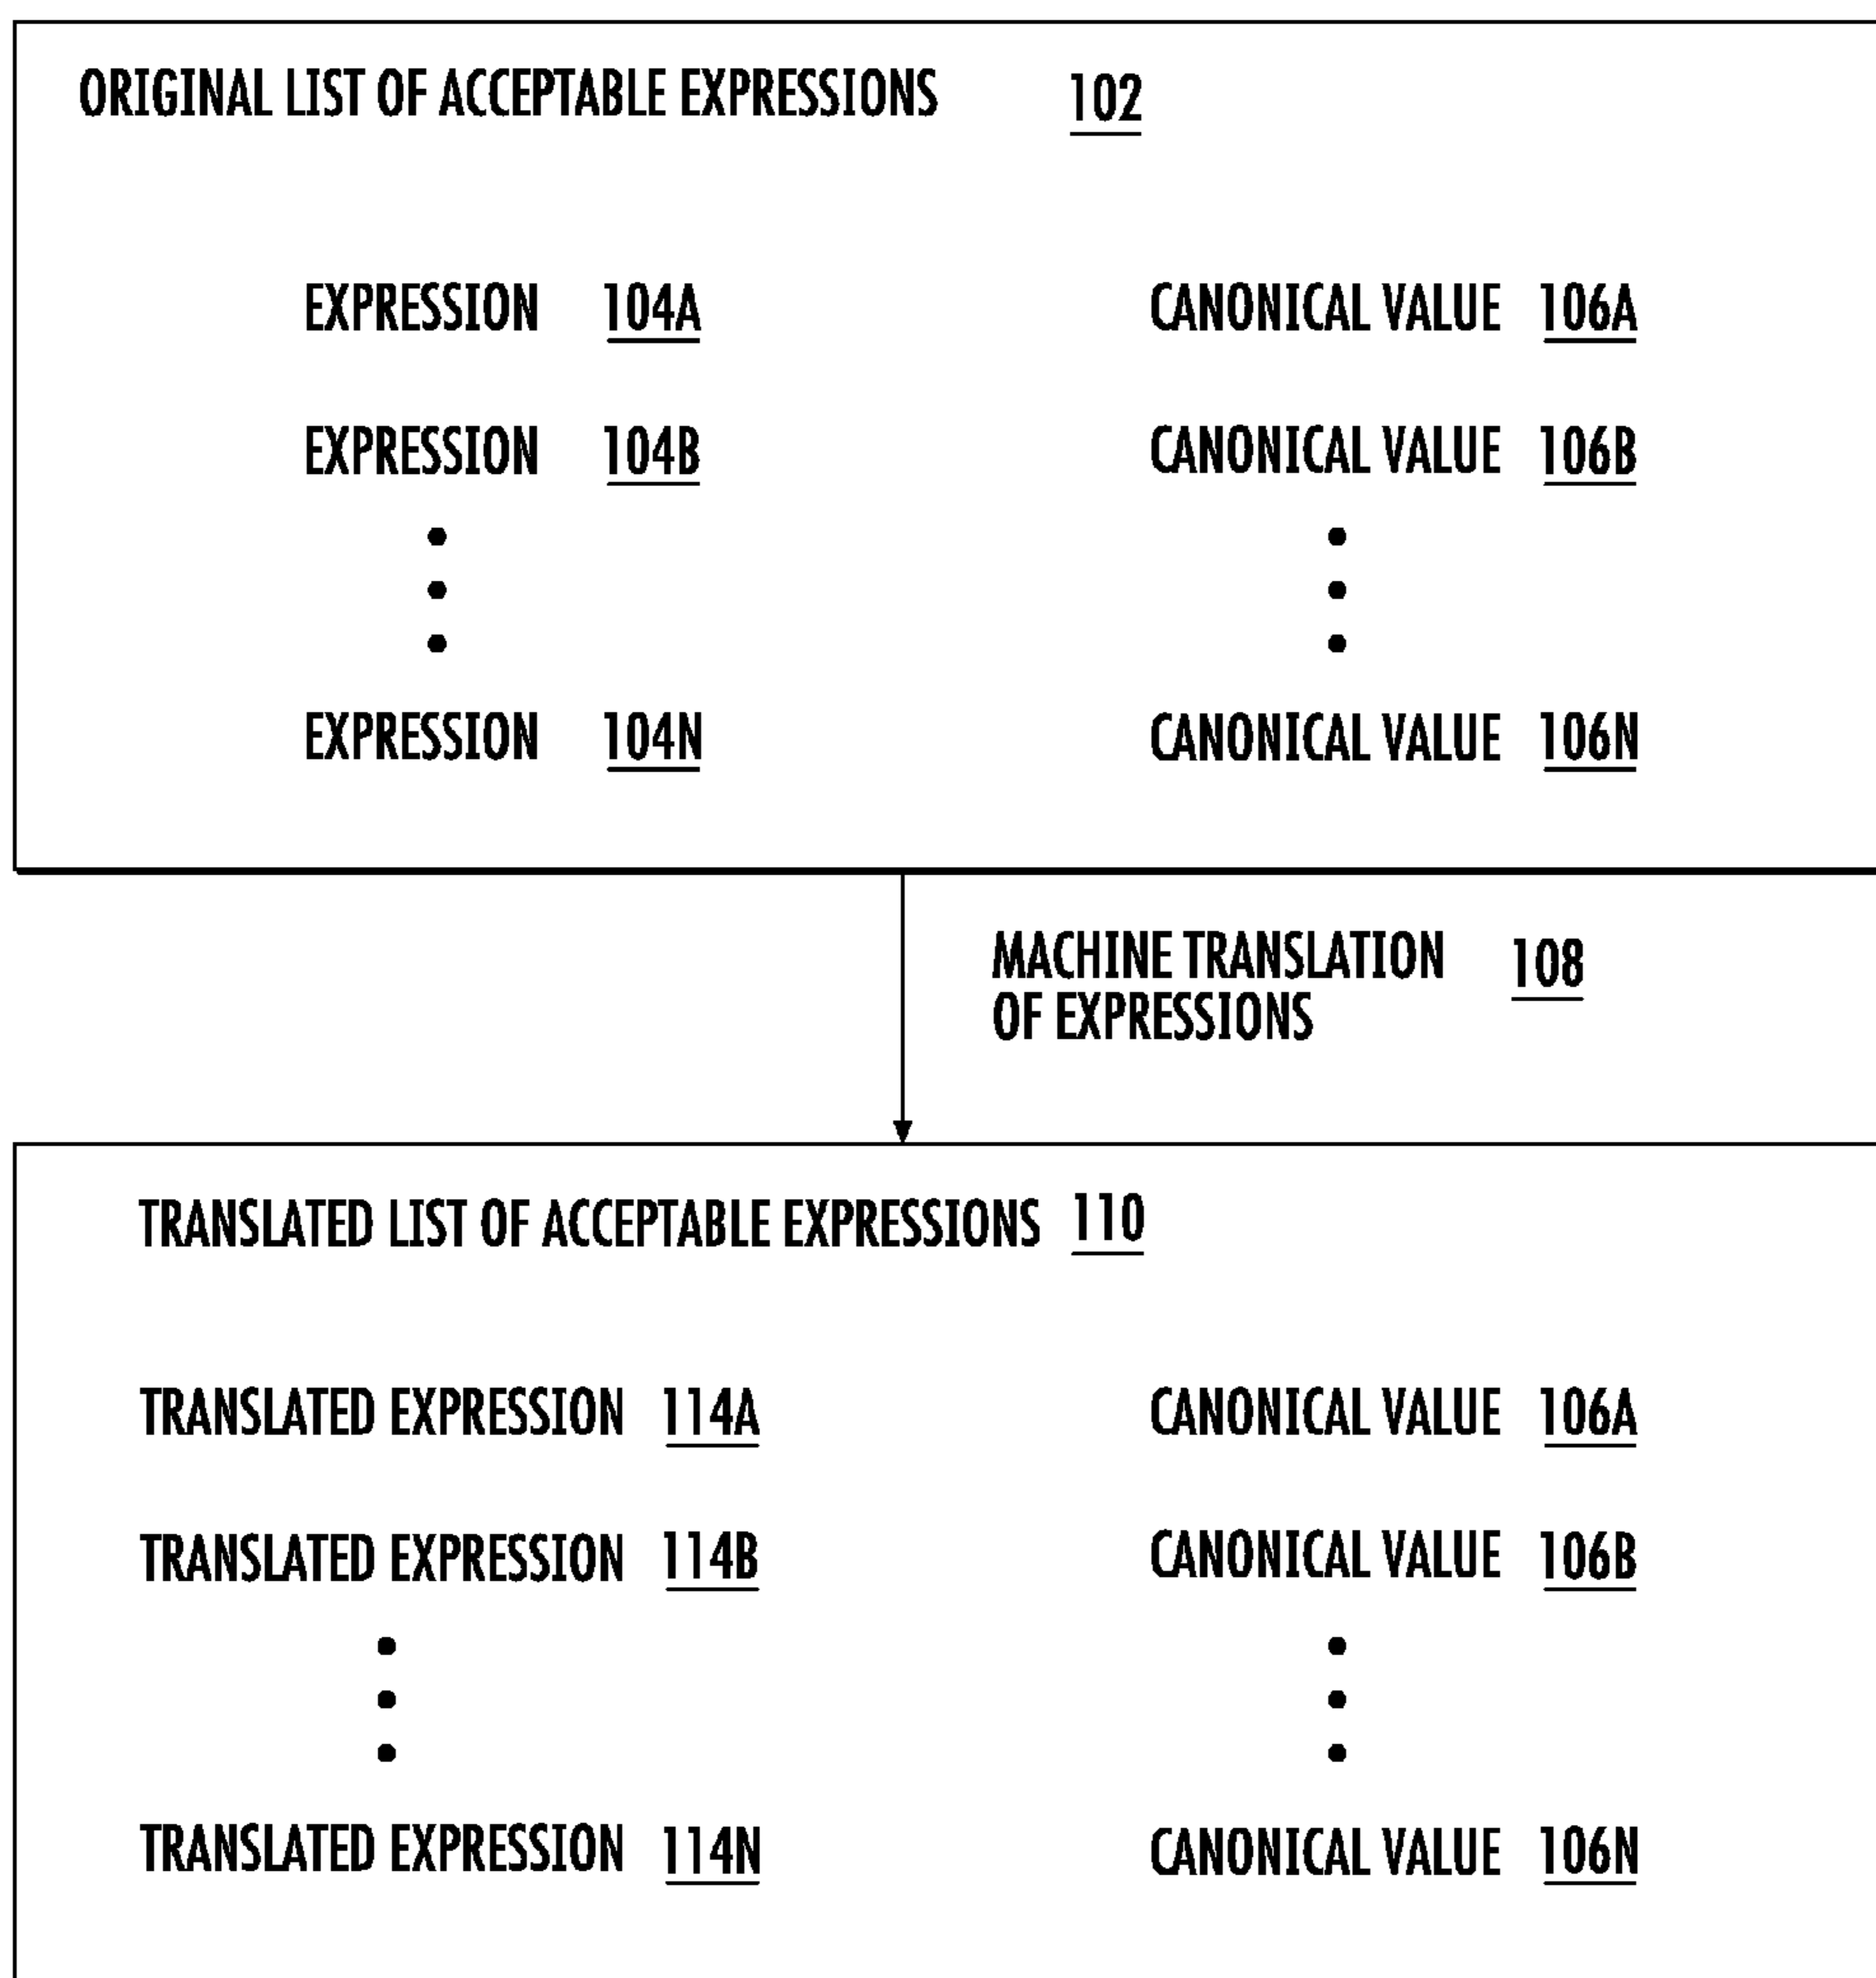 ORIGINAL LIST OF ACCEPTABLE EXPRESSIONS 102
EXPRESSION 104A CANONICAL VALUE 106A
EXPRESSION 104B CANONICAL VALUE 106B
EXPRESSION 104N CANONICAL VALUE 106N
MACHINE TRANSLATION 108
OF EXPRESSIONS
TRANSLATED LIST OF ACCEPTABLE EXPRESSIONS 110
TRANSLATED EXPRESSION 114A CANONICAL VALUE 106A
TRANSLATED EXPRESSION 114B CANONICAL VALUE 106B
TRANSLATED EXPRESSION 114N CANONICAL VALUE 106N